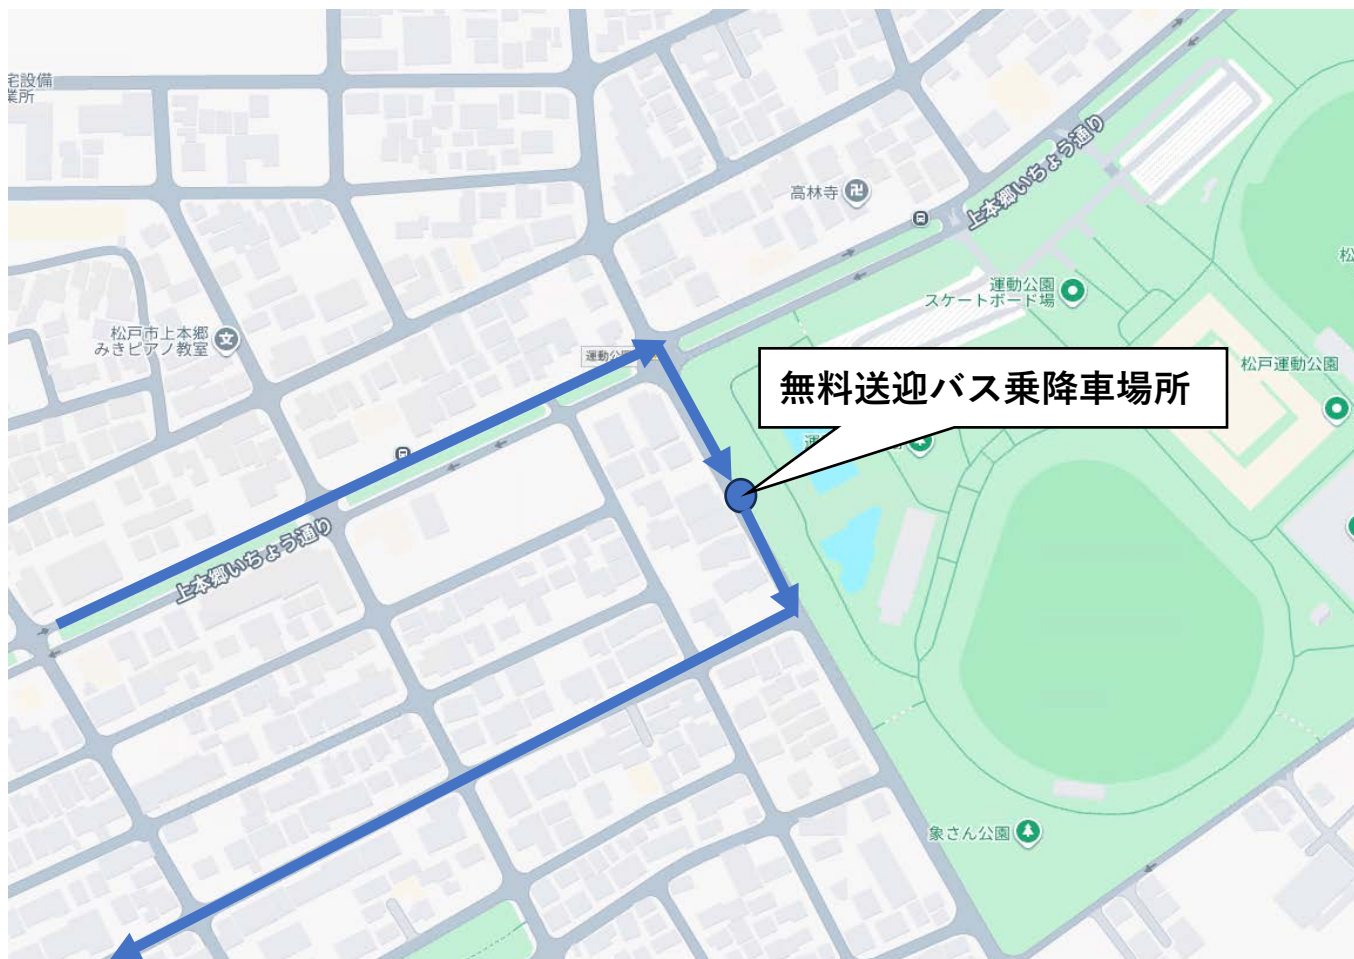 宅設備
業所
高林寺
上本郷いちょう通り
松
運動公園
スケートボード場
松戸市上本郷
みきピアノ教室
運動公
松戸運動公園
無料送迎バス乗降車場所
上本郷いちょう通り
象さん公園